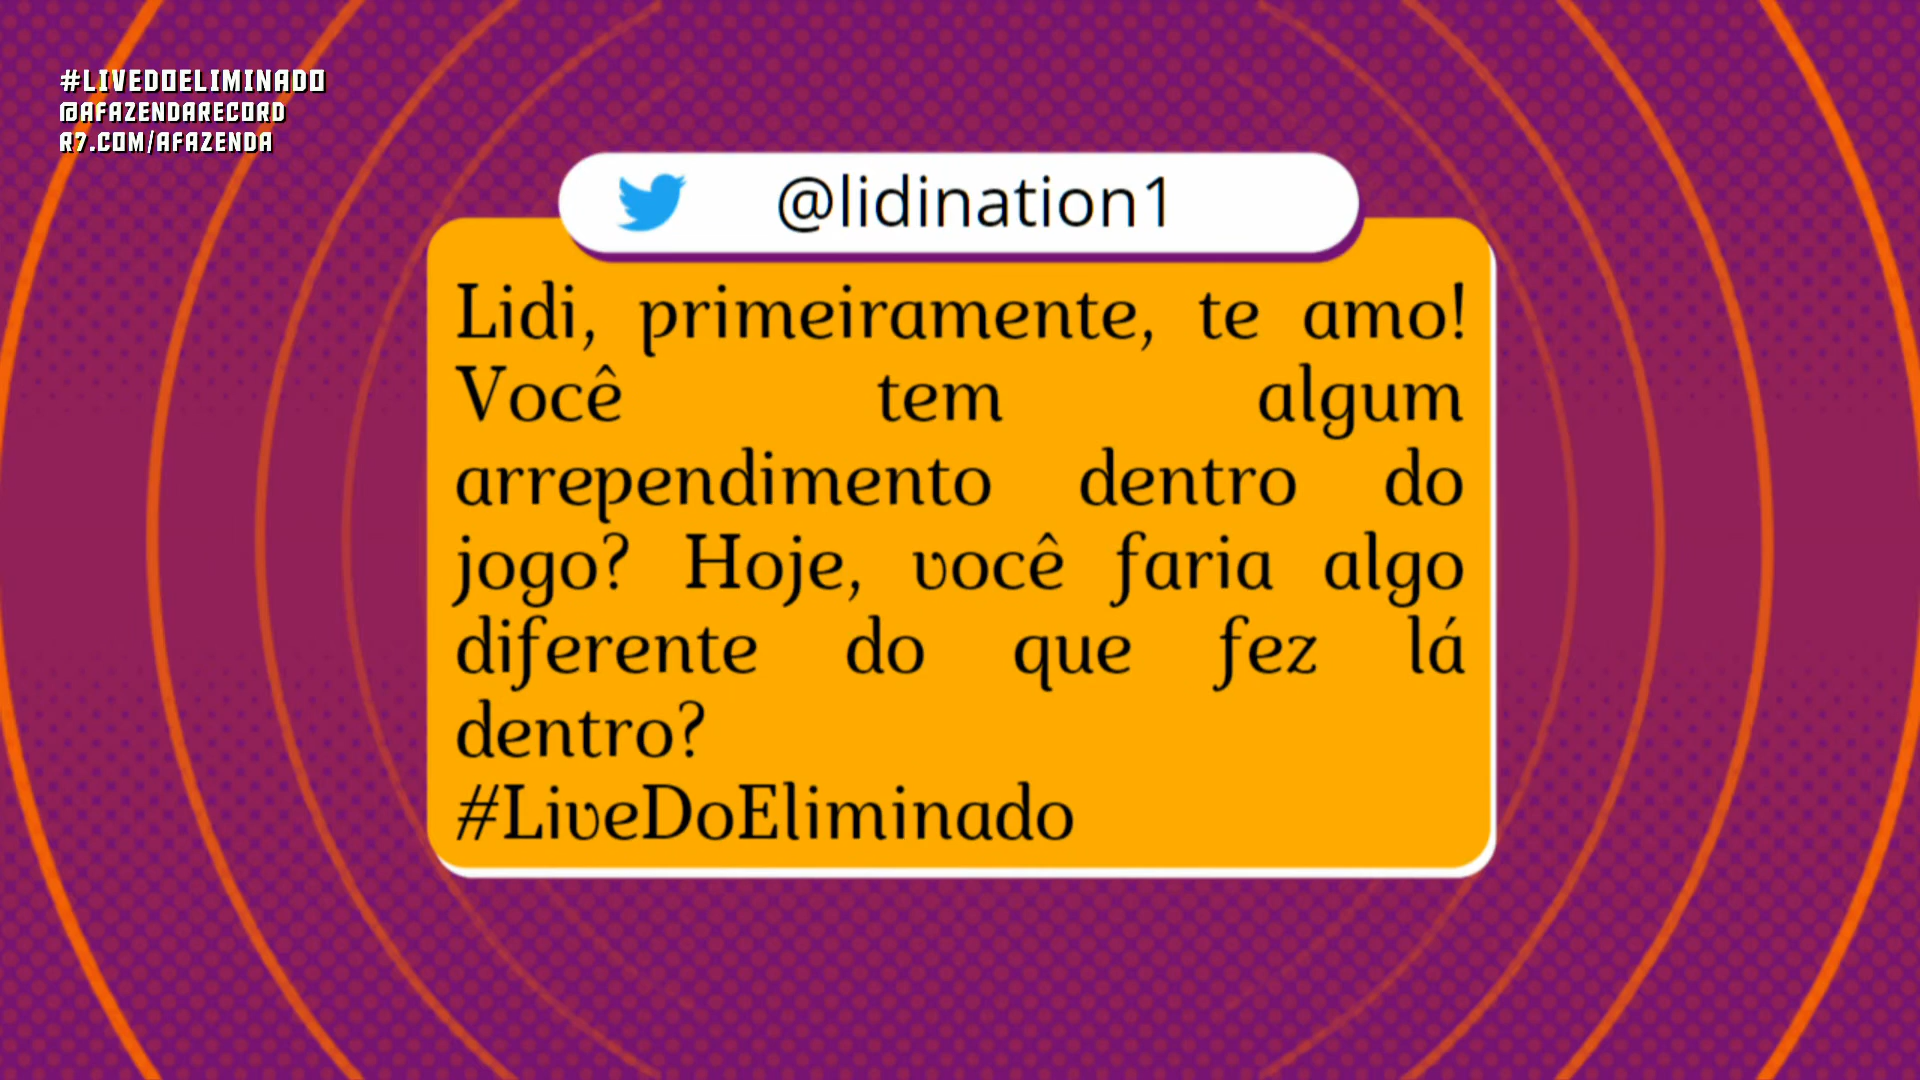 #LIVEDOELIMINADO
@AFAZENDARECORD
R7.COM/AFAZENDA
@lidination1
Lidi, primeiramente, te amo!
Você tem algum
arrependimento dentro do
jogo? Hoje, você faria algo
diferente do que fez lá
dentro?
#LiveDoEliminado